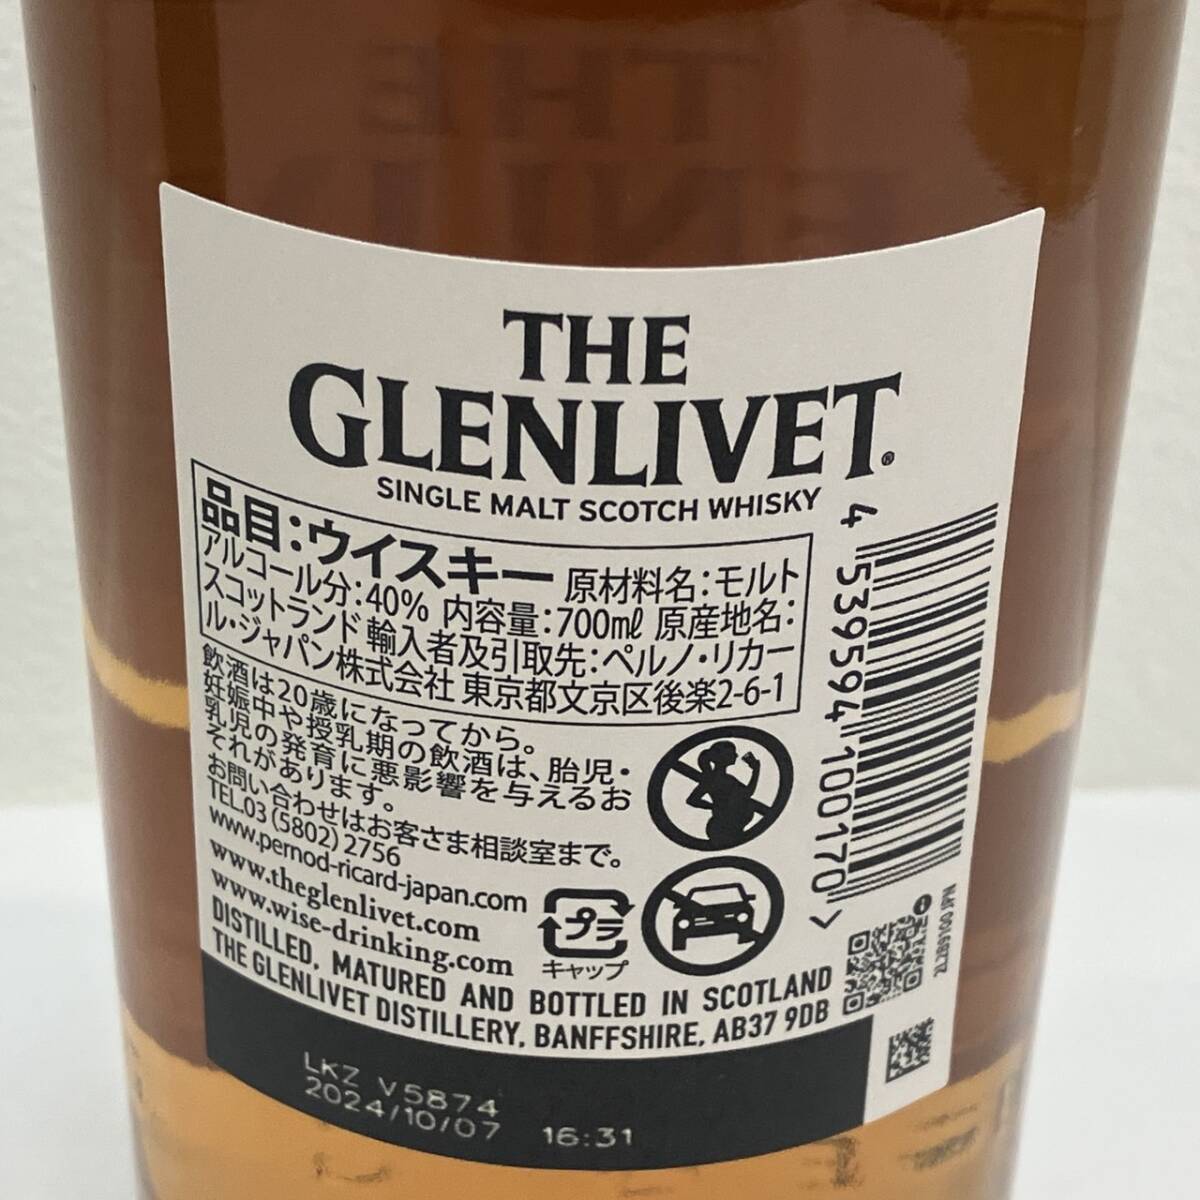 THE
GLENLIVET®
SINGLE MALT SCOTCH WHISKY
品目:ウイスキー 原材料名:モルト
アルコール分:40% 内容量:700㎖ 原産地名:
スコットランド 輸入者及引取先:ペルノ・リカー
ル・ジャパン株式会社 東京都文京区後楽2-6-1
飲酒は20歳になってから。
妊娠中や授乳期の飲酒は、胎児・
乳児の発育に悪影響を与えるお
それがあります。
お問い合わせはお客さま相談室まで。
TEL.03(5802)2756
www.pernod-ricard-japan.com
www.theglenlivet.com
www.wise-drinking.com
プラ
キャップ
DISTILLED, MATURED AND BOTTLED IN SCOTLAND
THE GLENLIVET DISTILLERY, BANFFSHIRE, AB37 9DB
4 539594 100170 >
LKZ V5874
2024/10/07 16:31